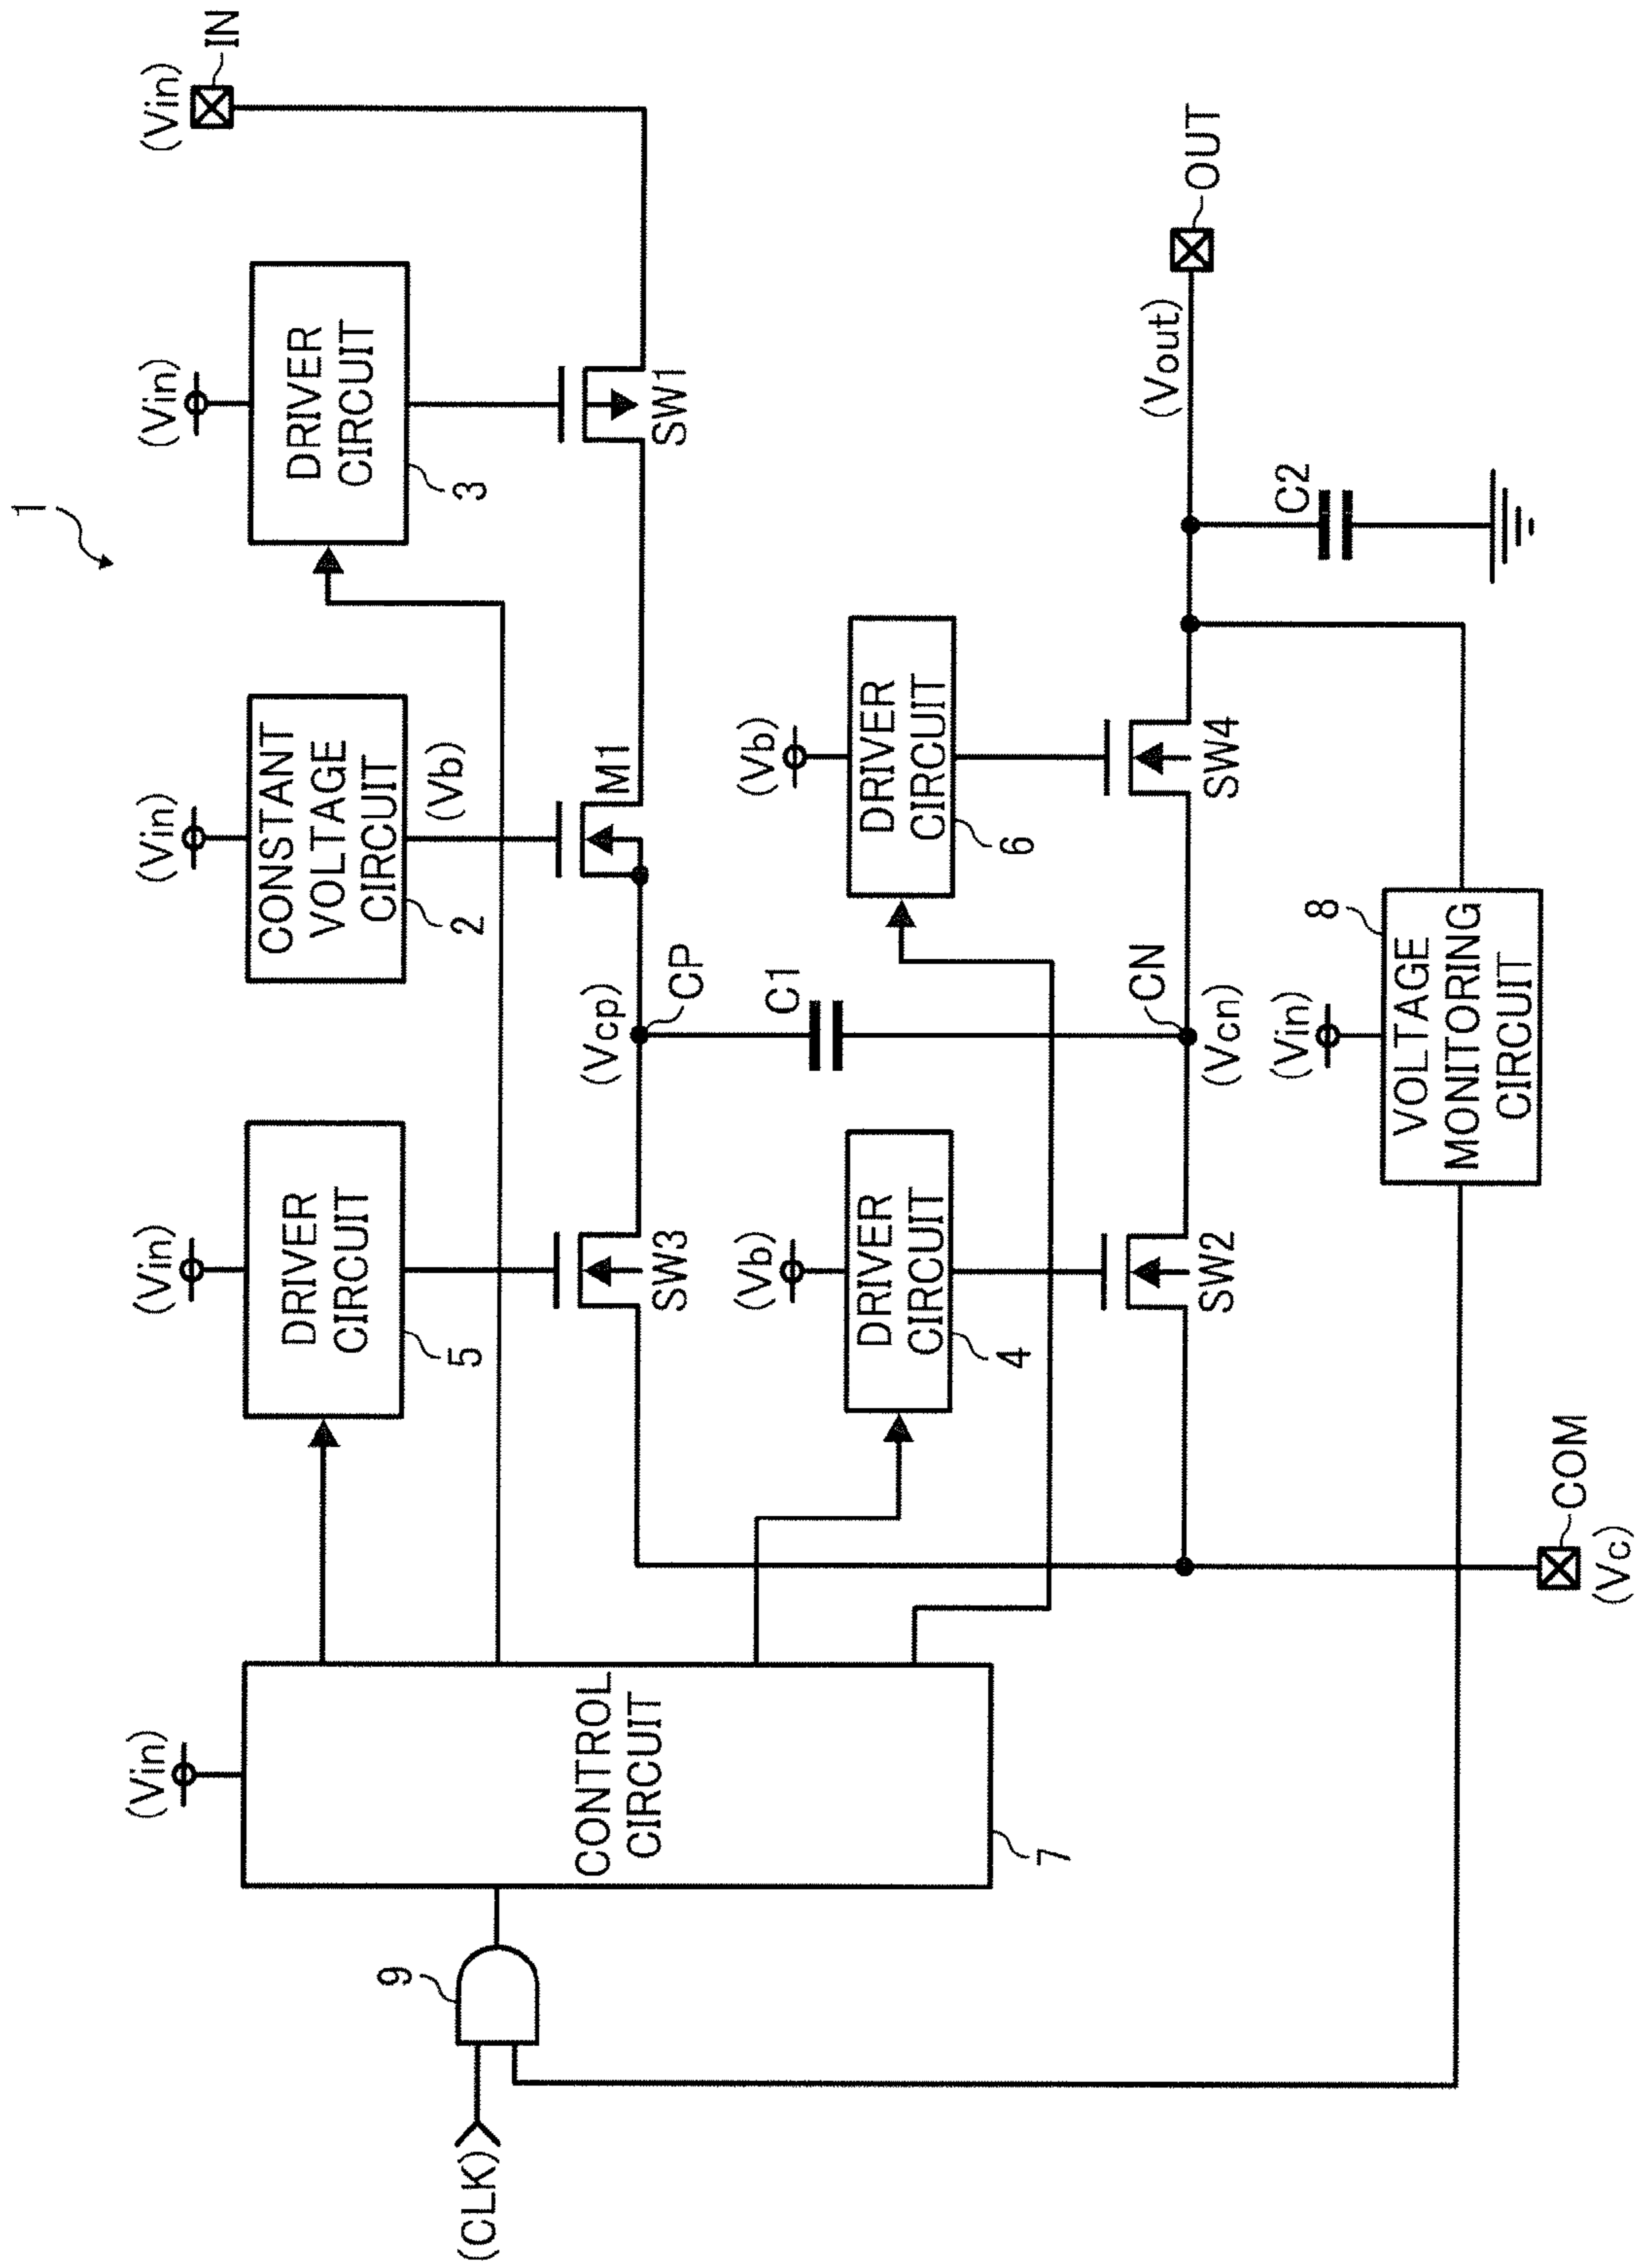 1
(Vin)
(Vin)
(Vin)
(Vin)
(Vin)
IN
DRIVER
CIRCUIT
5
CONSTANT
VOLTAGE
CIRCUIT
2
(Vb)
DRIVER
CIRCUIT
3
(CLK)
9
CONTROL
CIRCUIT
7
SW3
(Vcp)
CP
M1
SW1
(Vb)
DRIVER
CIRCUIT
4
C1
(Vb)
DRIVER
CIRCUIT
6
SW2
CN
(Vcn)
SW4
(Vout)
OUT
C2
(Vin)
8
VOLTAGE
MONITORING
CIRCUIT
COM
(Vc)